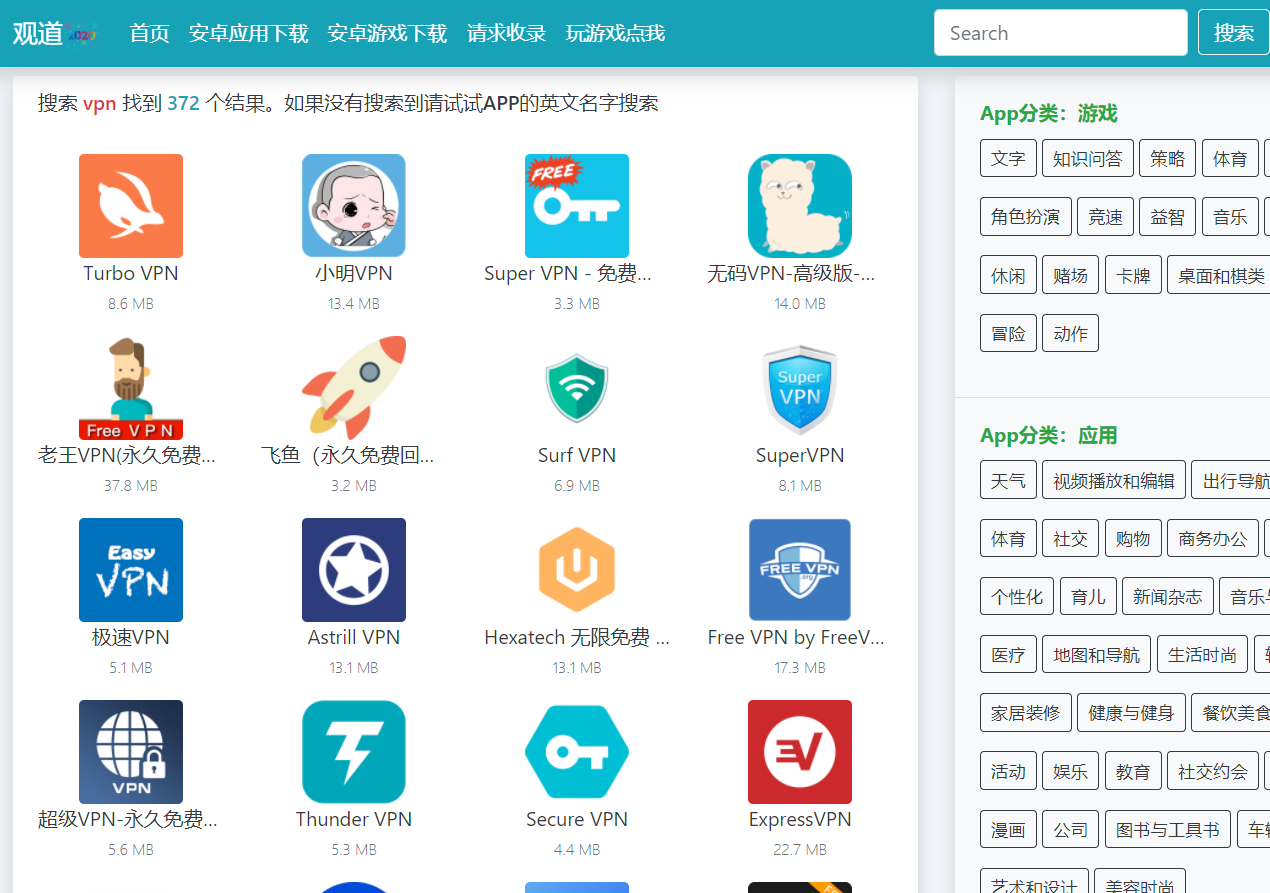 观道 2020 首页 安卓应用下载 安卓游戏下载 请求收录 玩游戏点我 Search 搜索
搜索 vpn 找到 372 个结果。如果没有搜索到请试试APP的英文名字搜索
FREE
Turbo VPN 小明VPN Super VPN - 免费... 无码VPN-高级版-...
8.6 MB 13.4 MB 3.3 MB 14.0 MB
Free VPN
Super VPN
老王VPN(永久免费... 飞鱼（永久免费回... Surf VPN SuperVPN
37.8 MB 3.2 MB 6.9 MB 8.1 MB
Easy VPN
FREE VPN .org
极速VPN Astrill VPN Hexatech 无限免费 ... Free VPN by FreeV...
5.1 MB 13.1 MB 13.1 MB 17.3 MB
VPN
超级VPN-永久免费... Thunder VPN Secure VPN ExpressVPN
5.6 MB 5.3 MB 4.4 MB 22.7 MB
App分类：游戏
文字 知识问答 策略 体育
角色扮演 竞速 益智 音乐
休闲 赌场 卡牌 桌面和棋类
冒险 动作
App分类：应用
天气 视频播放和编辑 出行导航
体育 社交 购物 商务办公
个性化 育儿 新闻杂志 音乐
医疗 地图和导航 生活时尚
家居装修 健康与健身 餐饮美食
活动 娱乐 教育 社交约会
漫画 公司 图书与工具书
艺术和设计 美容时尚